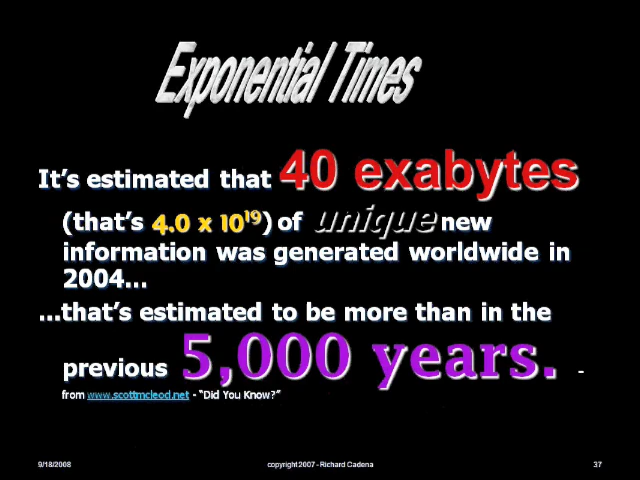 Exponential Times
It's estimated that 40 exabytes
(that's 4.0 x 10¹⁹) of unique new
information was generated worldwide in
2004...
...that's estimated to be more than in the
previous 5,000 years. -
from www.scottmcleod.net - "Did You Know?"
9/18/2008 copyright 2007 - Richard Cadena 37